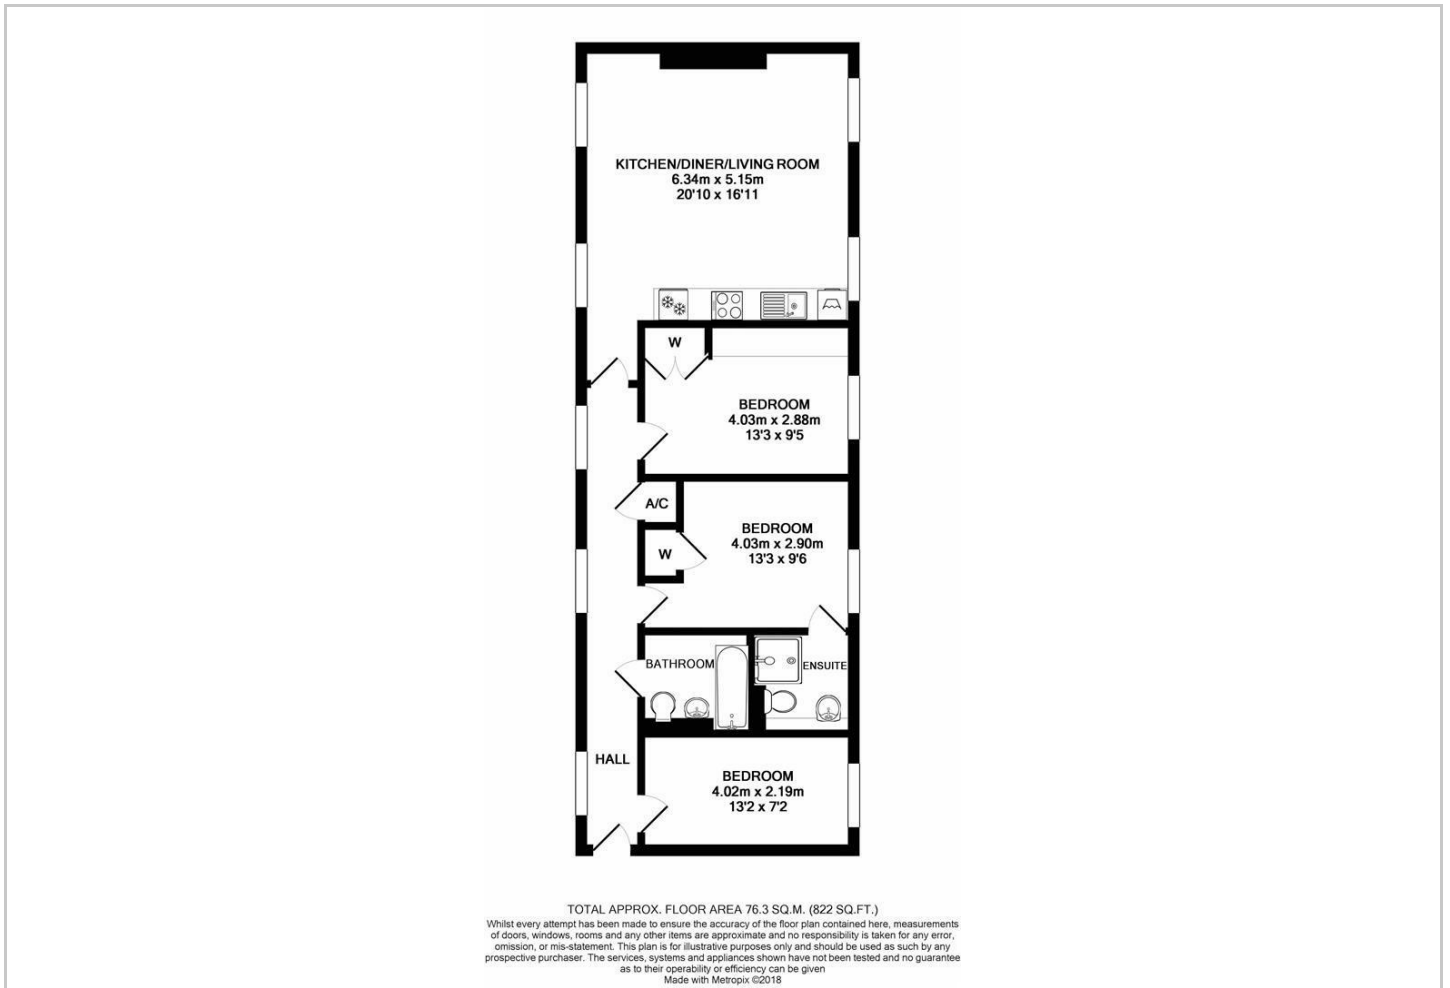 KITCHEN/DINER/LIVING ROOM
6.34m x 5.15m
20'10 x 16'11
W
BEDROOM
4.03m x 2.88m
13'3 x 9'5
A/C
BEDROOM
4.03m x 2.90m
13'3 x 9'6
W
BATHROOM
ENSUITE
HALL
BEDROOM
4.02m x 2.19m
13'2 x 7'2
TOTAL APPROX. FLOOR AREA 76.3 SQ.M. (822 SQ.FT.)
Whilst every attempt has been made to ensure the accuracy of the floor plan contained here, measurements
of doors, windows, rooms and any other items are approximate and no responsibility is taken for any error,
omission, or mis-statement. This plan is for illustrative purposes only and should be used as such by any
prospective purchaser. The services, systems and appliances shown have not been tested and no guarantee
as to their operability or efficiency can be given
Made with Metropix ©2018